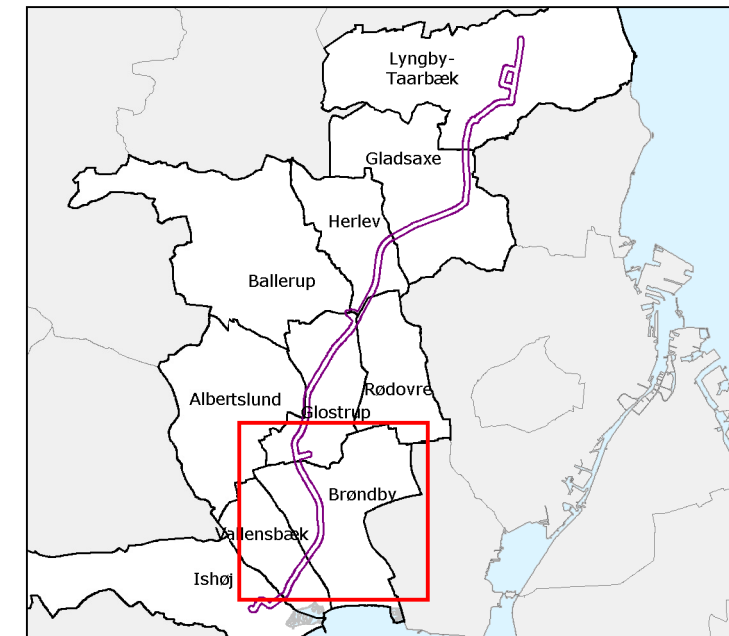 Lyngby-
Taarbæk
Gladsaxe
Herlev
Ballerup
Albertslund
Rødovre
Glostrup
Brøndby
Vallensbæk
Ishøj